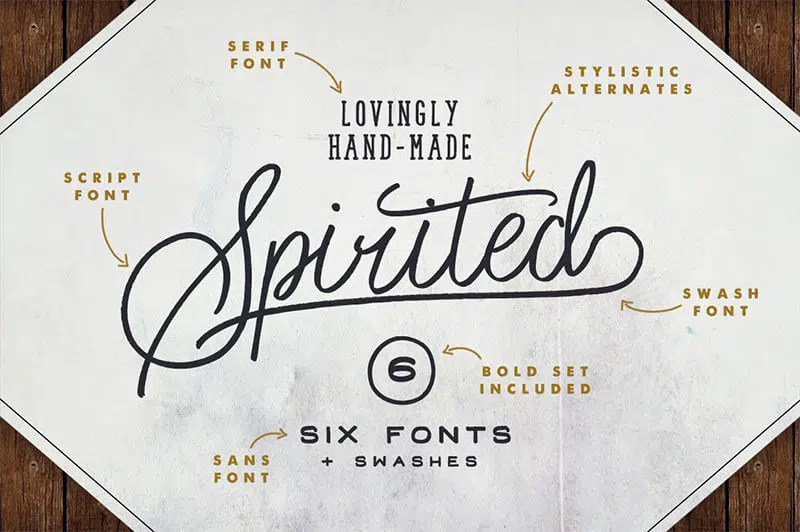 SERIF
FONT
STYLISTIC
ALTERNATES
LOVINGLY
HAND-MADE
SCRIPT
FONT
Spirited
SWASH
FONT
6
BOLD SET
INCLUDED
SIX FONTS
+ SWASHES
SANS
FONT